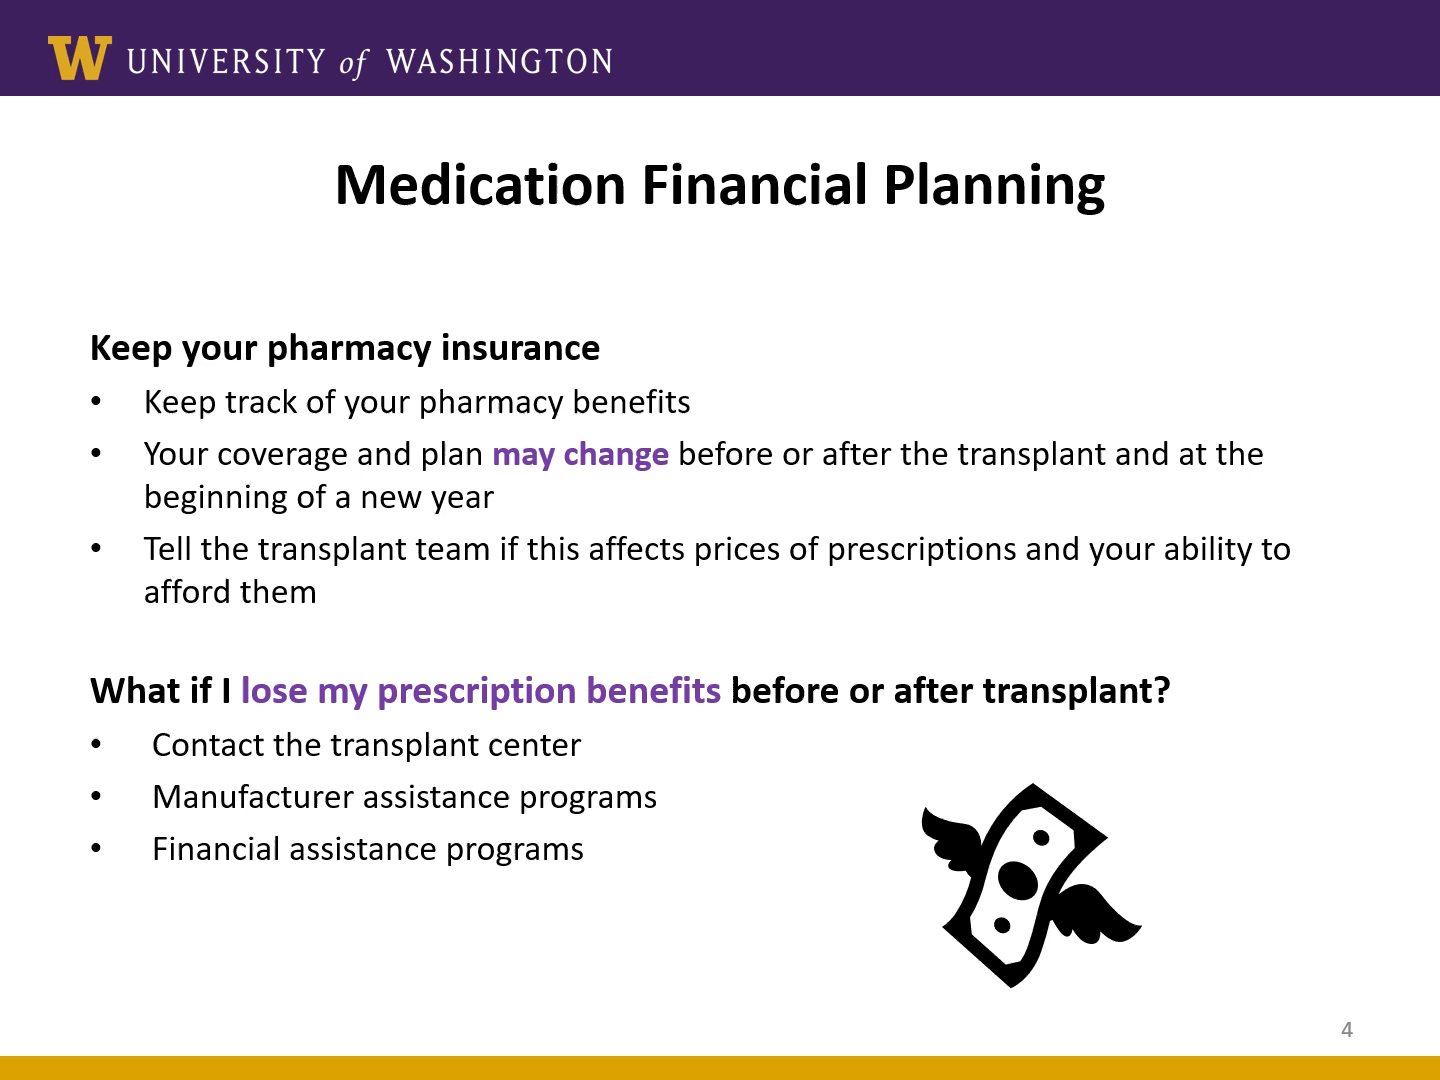 W UNIVERSITY of WASHINGTON
Medication Financial Planning
Keep your pharmacy insurance
• Keep track of your pharmacy benefits
• Your coverage and plan may change before or after the transplant and at the
beginning of a new year
• Tell the transplant team if this affects prices of prescriptions and your ability to
afford them
What if I lose my prescription benefits before or after transplant?
• Contact the transplant center
• Manufacturer assistance programs
• Financial assistance programs
4